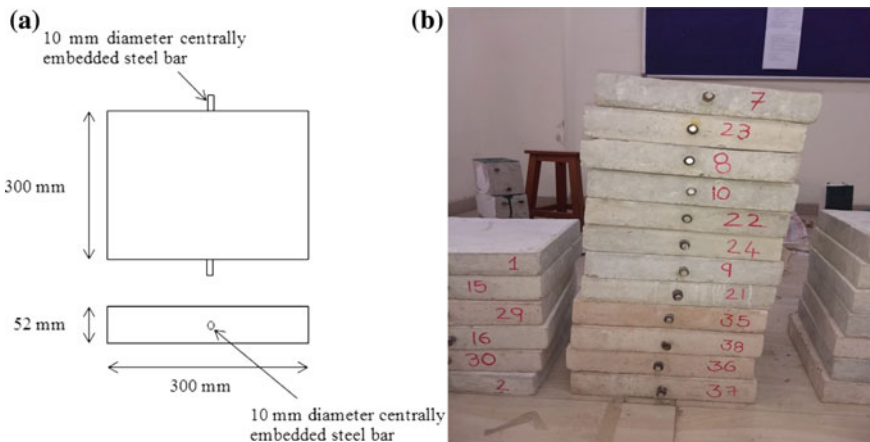 (a)
10 mm diameter centrally
embedded steel bar
300 mm
52 mm
300 mm
10 mm diameter centrally
embedded steel bar
(b)
7
23
8
10
22
24
9
21
35
38
36
37
1
15
29
16
30
2